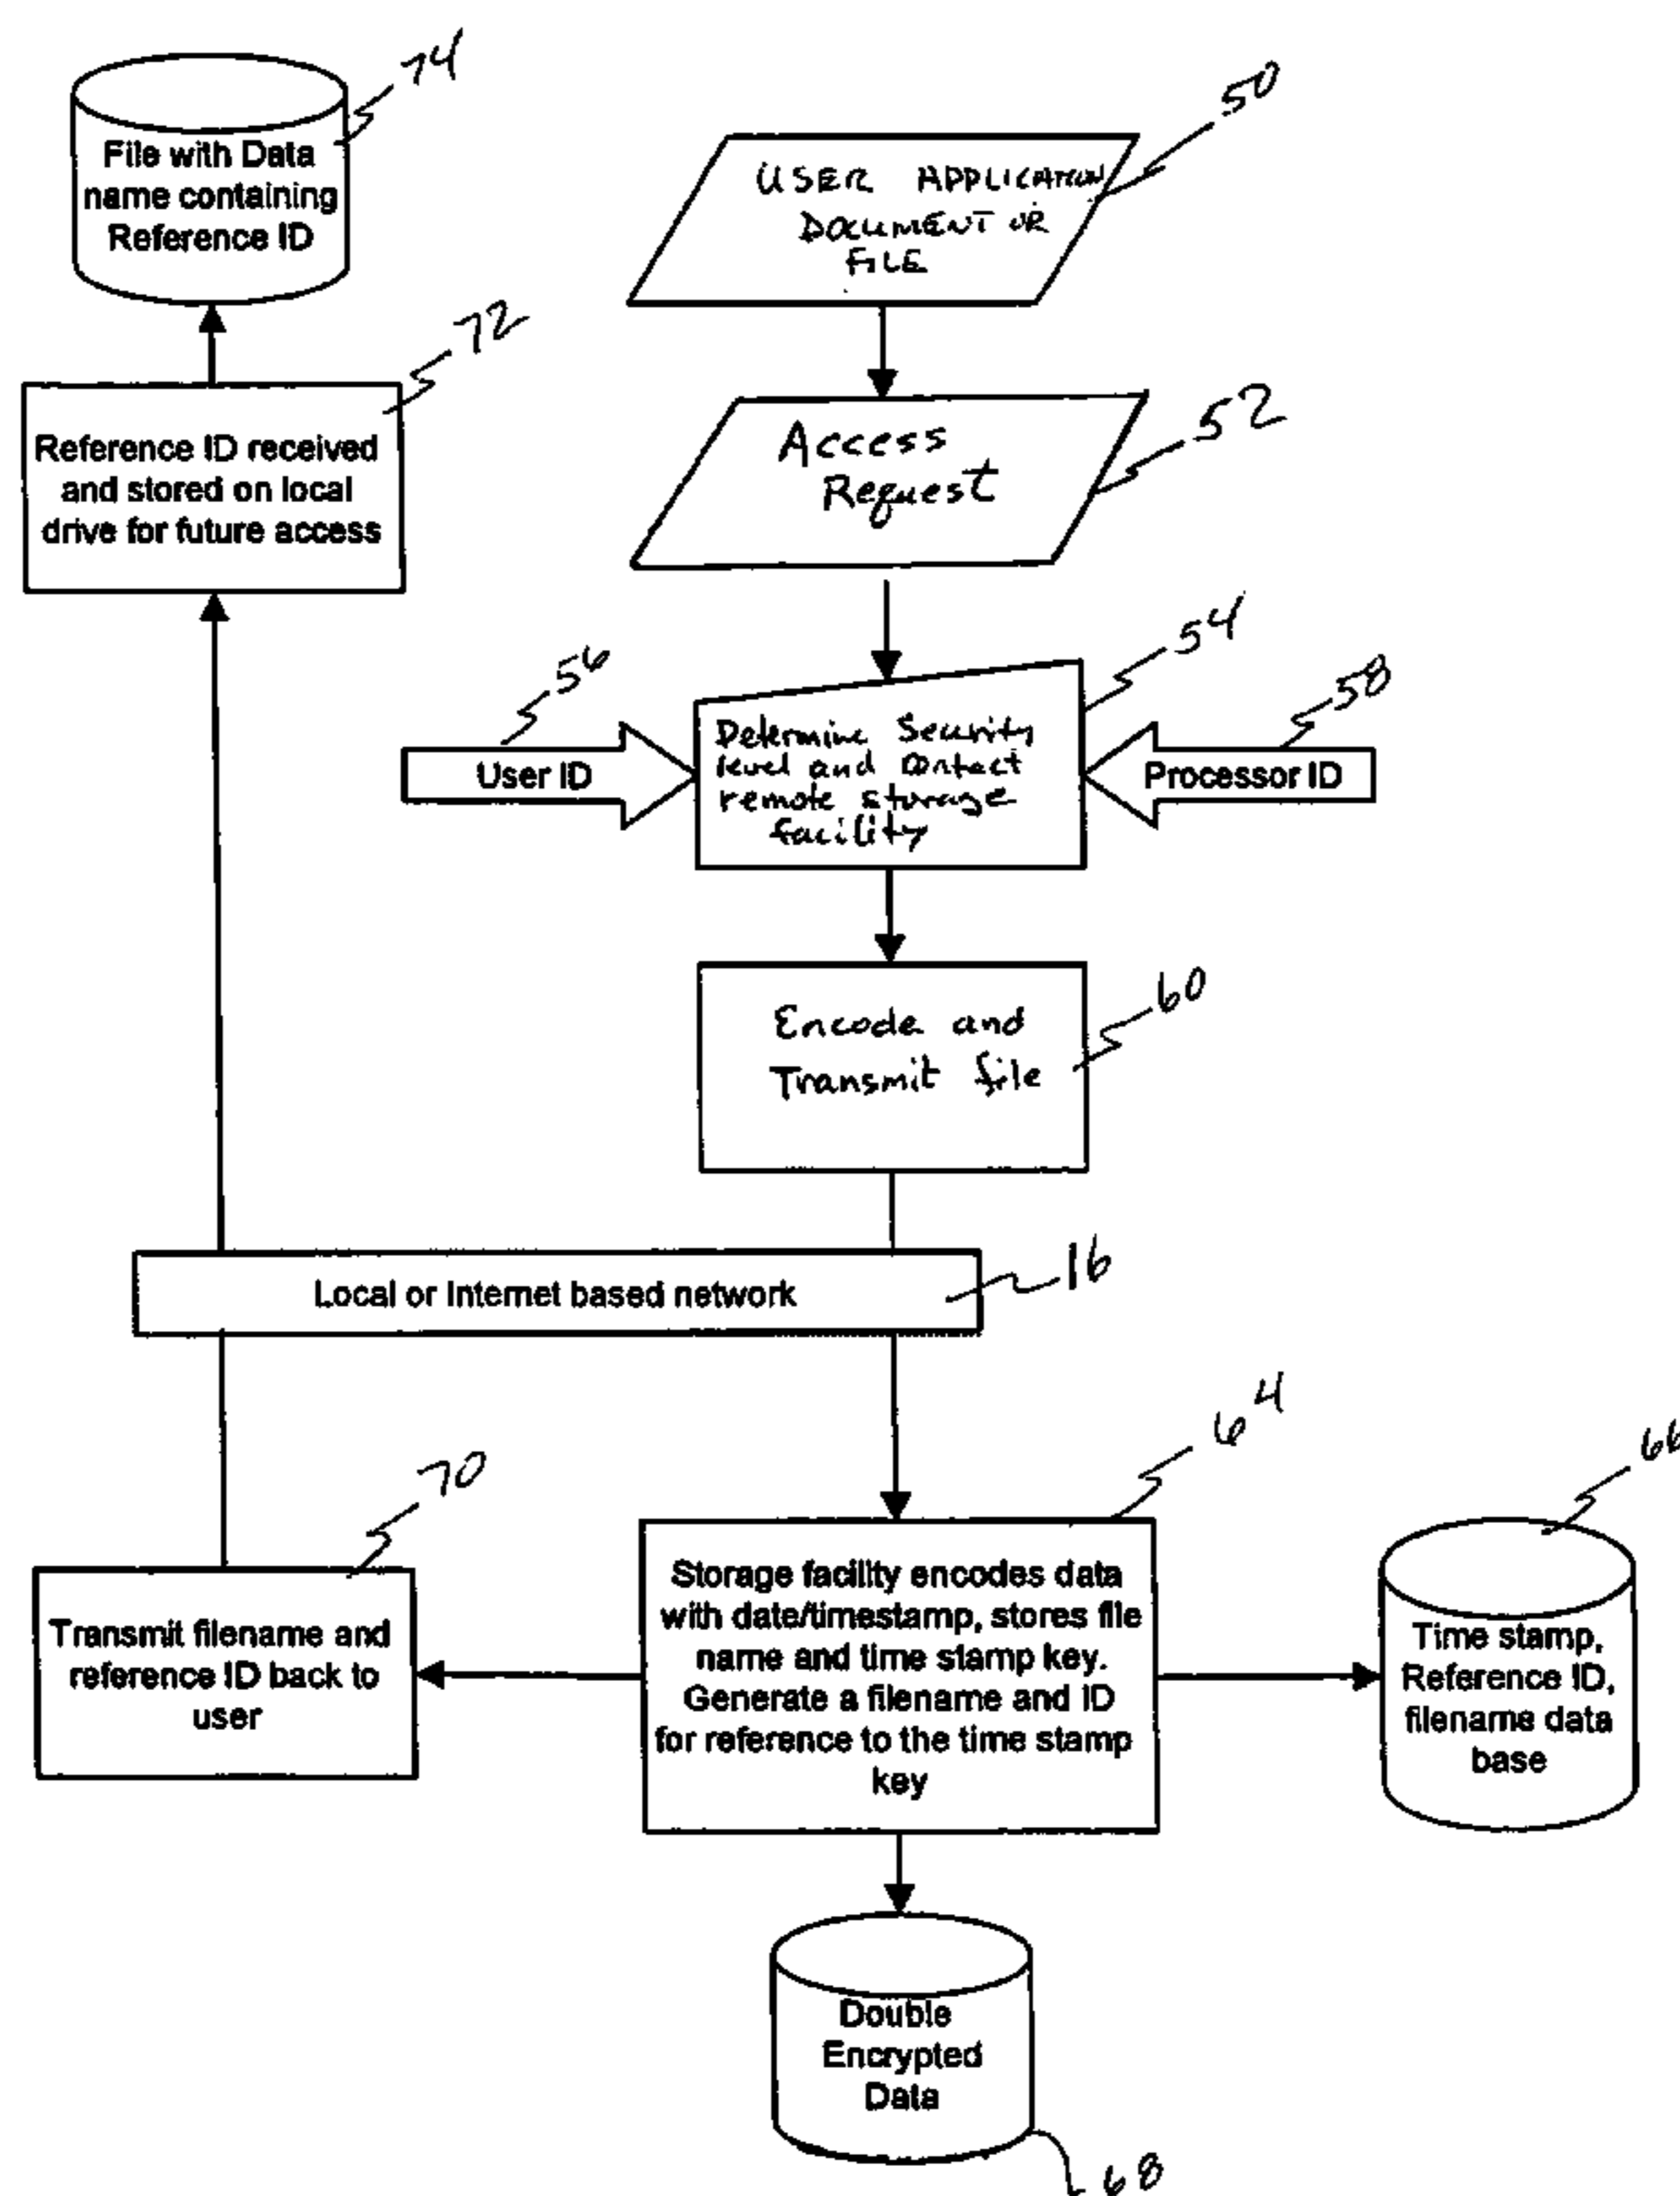 74
File with Data
name containing
Reference ID
50
USER APPLICATION
DOCUMENT OR
FILE
72
Reference ID received
and stored on local
drive for future access
52
Access
Request
54
56
User ID
Determine Security
level and contact
remote storage
facility
58
Processor ID
60
Encode and
Transmit file
Local or Internet based network
16
64
66
70
Storage facility encodes data
with date/timestamp, stores file
name and time stamp key.
Generate a filename and ID
for reference to the time stamp
key
Transmit filename and
reference ID back to
user
Time stamp,
Reference ID,
filename data
base
Double
Encrypted
Data
68